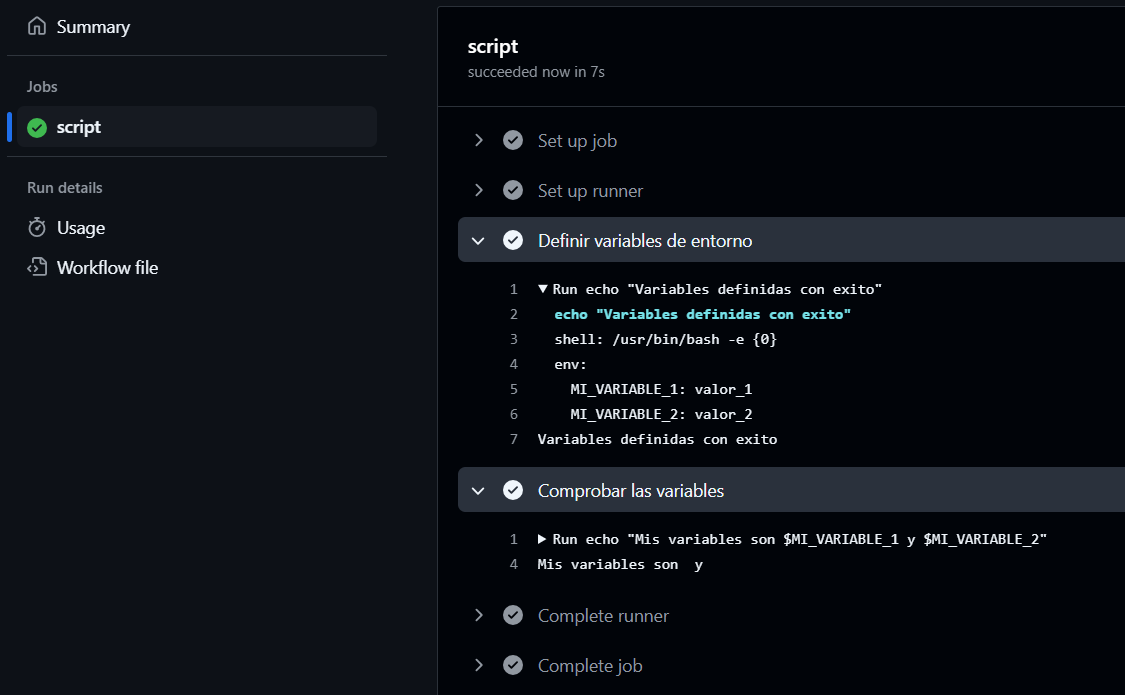 Summary
Jobs
script
Run details
Usage
Workflow file
script
succeeded now in 7s
Set up job
Set up runner
Definir variables de entorno
1 ▼ Run echo "Variables definidas con exito"
2 echo "Variables definidas con exito"
3 shell: /usr/bin/bash -e {0}
4 env:
5 MI_VARIABLE_1: valor_1
6 MI_VARIABLE_2: valor_2
7 Variables definidas con exito
Comprobar las variables
1 ▶ Run echo "Mis variables son $MI_VARIABLE_1 y $MI_VARIABLE_2"
4 Mis variables son  y
Complete runner
Complete job